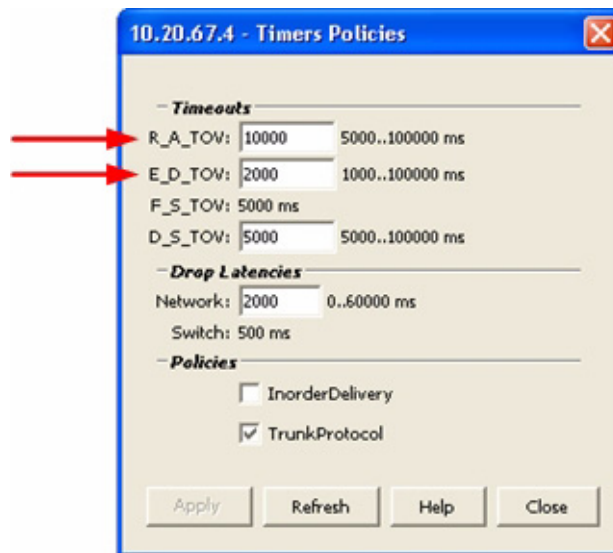 10.20.67.4 - Timers Policies
Timeouts
R_A_TOV: 10000 5000..100000 ms
E_D_TOV: 2000 1000..100000 ms
F_S_TOV: 5000 ms
D_S_TOV: 5000 5000..100000 ms
Drop Latencies
Network: 2000 0..60000 ms
Switch: 500 ms
Policies
InorderDelivery
TrunkProtocol
Apply Refresh Help Close